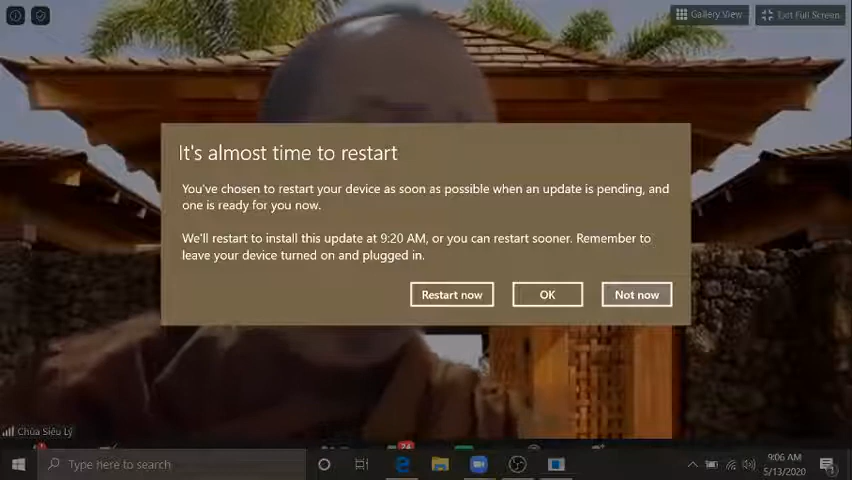 Gallery View
Exit Full Screen
It's almost time to restart
You've chosen to restart your device as soon as possible when an update is pending, and
one is ready for you now.
We'll restart to install this update at 9:20 AM, or you can restart sooner. Remember to
leave your device turned on and plugged in.
Restart now
OK
Not now
Chùa Siêu Lý
24
Type here to search
9:06 AM
5/13/2020